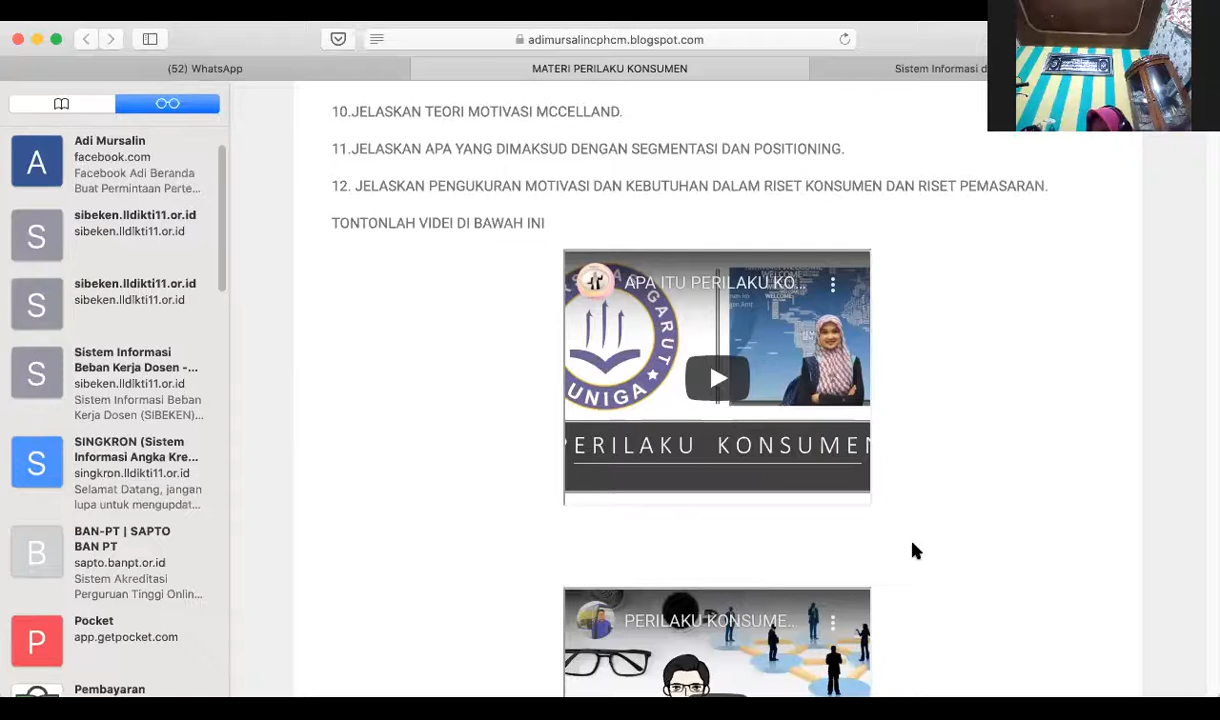 adimursalincphcm.blogspot.com
(52) WhatsApp
MATERI PERILAKU KONSUMEN
Sistem Informasi d
Adi Mursalin
facebook.com
Facebook Adi Beranda
Buat Permintaan Perte...
S
sibeken.lldikti11.or.id
sibeken.lldikti11.or.id
S
sibeken.lldikti11.or.id
sibeken.lldikti11.or.id
S
Sistem Informasi
Beban Kerja Dosen -...
sibeken.lldikti11.or.id
Sistem Informasi Beban
Kerja Dosen (SIBEKEN)...
S
SINGKRON (Sistem
Informasi Angka Kre...
singkron.lldikti11.or.id
Selamat Datang, jangan
lupa untuk mengupdat...
B
BAN-PT | SAPTO
BAN PT
sapto.banpt.or.id
Sistem Akreditasi
Perguruan Tinggi Onlin...
P
Pocket
app.getpocket.com
Pembayaran
A
10.JELASKAN TEORI MOTIVASI MCCELLAND.
11.JELASKAN APA YANG DIMAKSUD DENGAN SEGMENTASI DAN POSITIONING.
12. JELASKAN PENGUKURAN MOTIVASI DAN KEBUTUHAN DALAM RISET KONSUMEN DAN RISET PEMASARAN.
TONTONLAH VIDEI DI BAWAH INI
APA ITU PERILAKU KO...
GARUT
UNIGA
PERILAKU KONSUMEN
PERILAKU KONSUME...